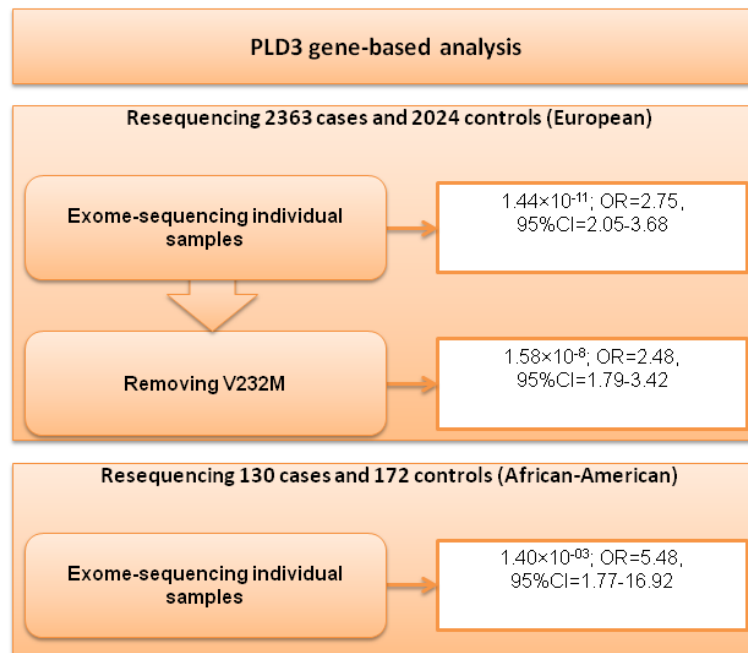 PLD3 gene-based analysis
Resequencing 2363 cases and 2024 controls (European)
Exome-sequencing individual
samples
1.44×10⁻¹¹; OR=2.75,
95%CI=2.05-3.68
Removing V232M
1.58×10⁻⁸; OR=2.48,
95%CI=1.79-3.42
Resequencing 130 cases and 172 controls (African-American)
Exome-sequencing individual
samples
1.40×10⁻⁰³; OR=5.48,
95%CI=1.77-16.92